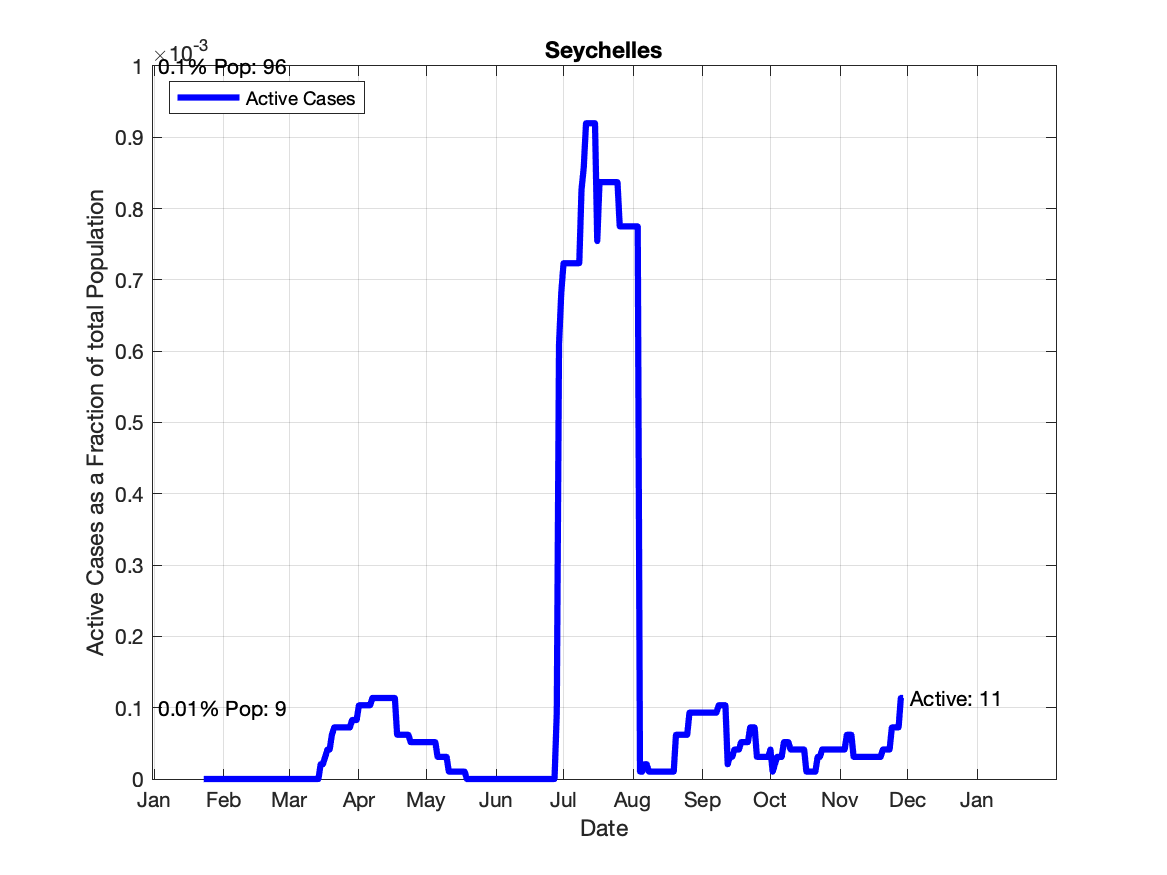 Seychelles
×10-3
0.1% Pop: 96
Active Cases
1
0.9
0.8
0.7
0.6
0.5
0.4
0.3
0.2
0.1
0
0.01% Pop: 9
Active: 11
Active Cases as a Fraction of total Population
Jan Feb Mar Apr May Jun Jul Aug Sep Oct Nov Dec Jan
Date